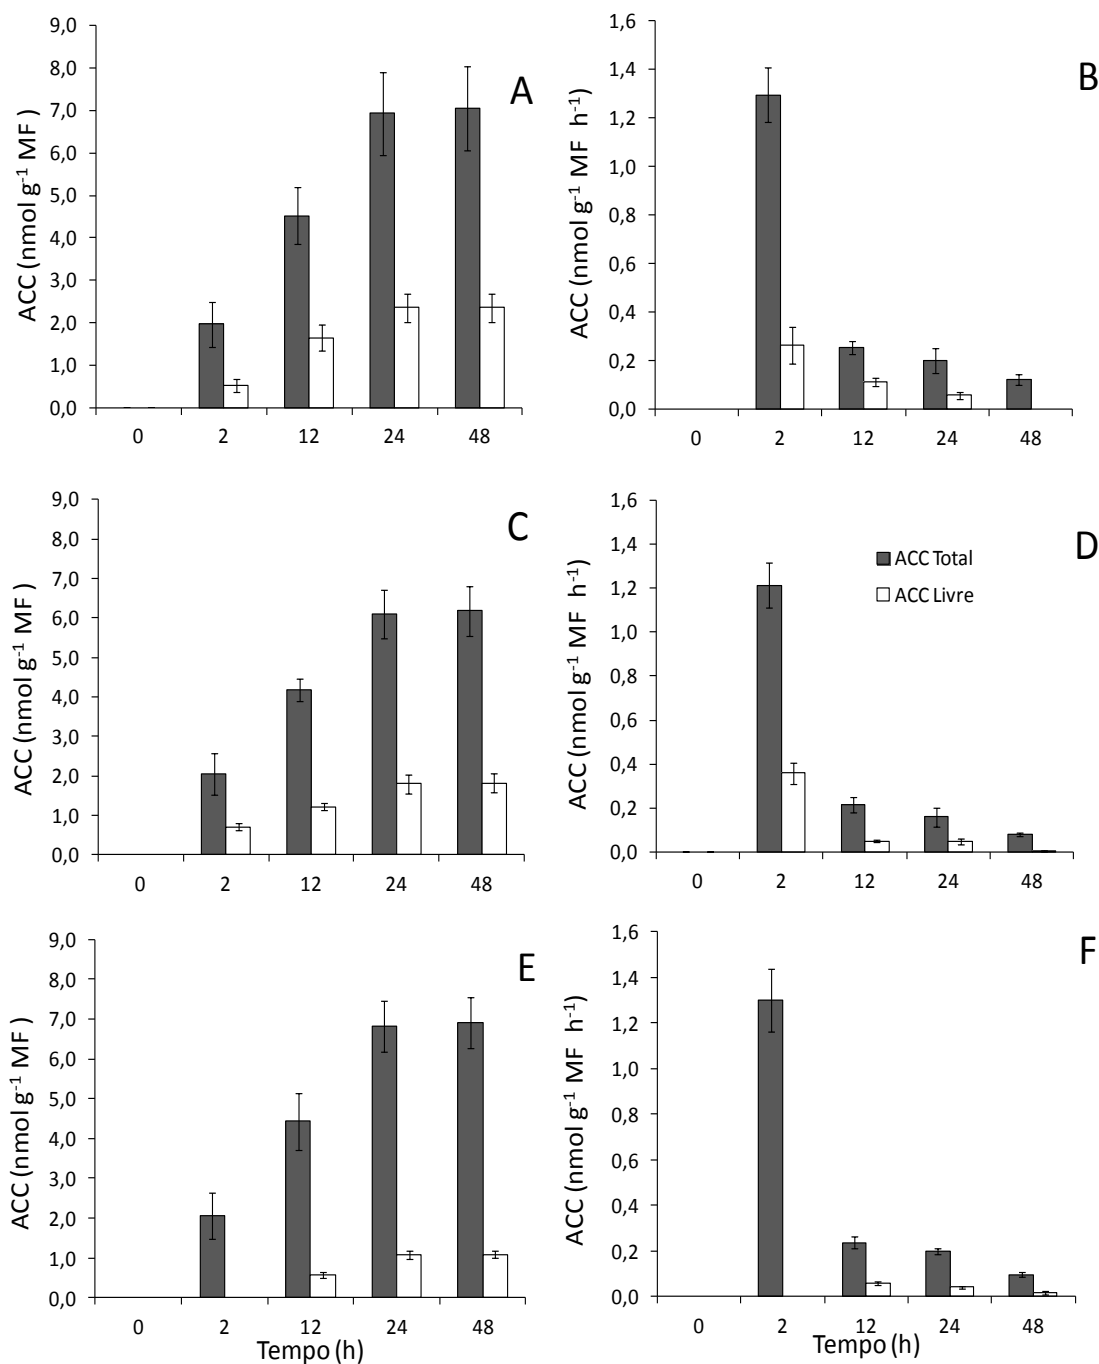 A
ACC (nmol g⁻¹ MF )
9,0
8,0
7,0
6,0
5,0
4,0
3,0
2,0
1,0
0,0
0 2 12 24 48
B
ACC (nmol g⁻¹ MF h⁻¹)
1,6
1,4
1,2
1,0
0,8
0,6
0,4
0,2
0,0
0 2 12 24 48
C
ACC (nmol g⁻¹ MF )
9,0
8,0
7,0
6,0
5,0
4,0
3,0
2,0
1,0
0,0
0 2 12 24 48
D
ACC (nmol g⁻¹ MF h⁻¹)
1,6
1,4
1,2
1,0
0,8
0,6
0,4
0,2
0,0
ACC Total
ACC Livre
0 2 12 24 48
E
ACC (nmol g⁻¹ MF )
9,0
8,0
7,0
6,0
5,0
4,0
3,0
2,0
1,0
0,0
0 2 12 24 48
Tempo (h)
F
ACC (nmol g⁻¹ MF h⁻¹)
1,6
1,4
1,2
1,0
0,8
0,6
0,4
0,2
0,0
0 2 12 24 48
Tempo (h)